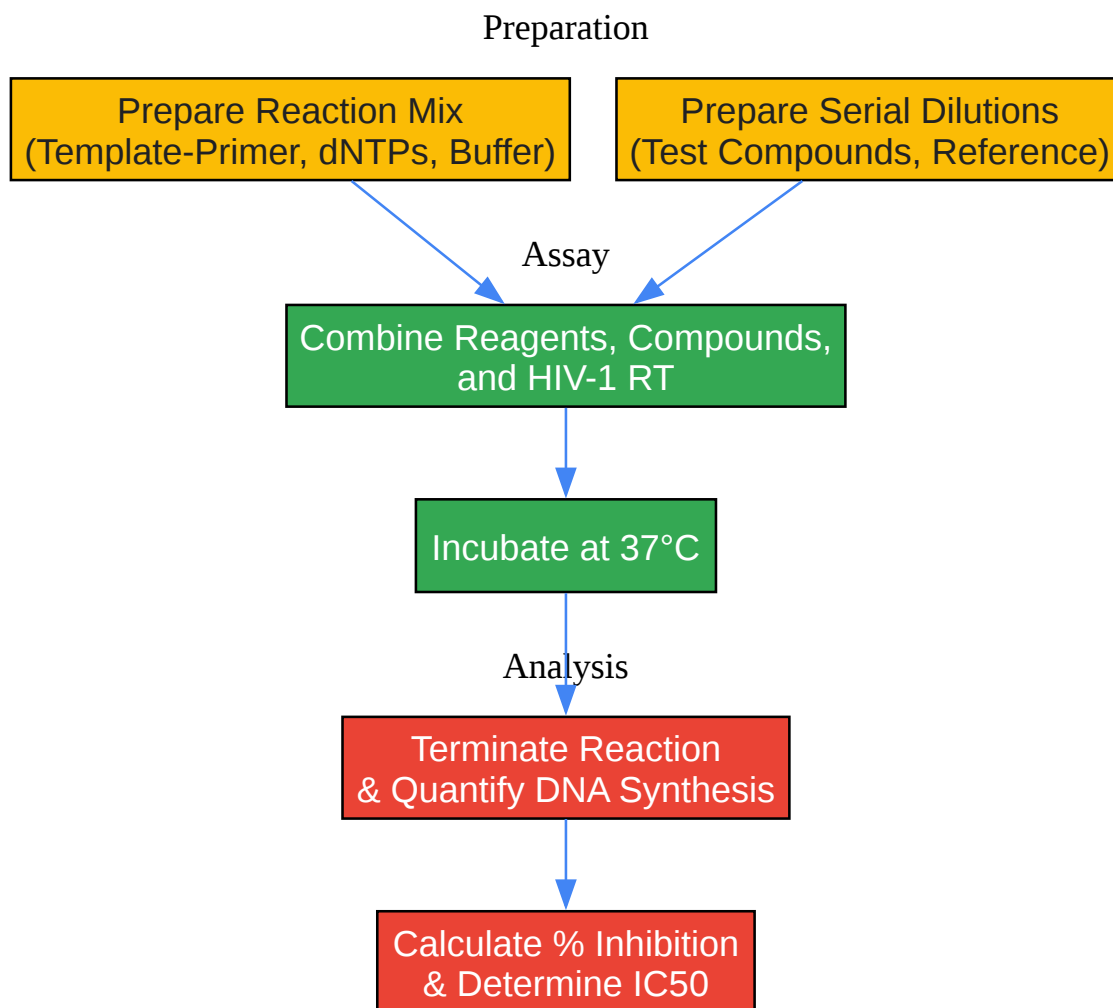 Preparation
Prepare Reaction Mix
(Template-Primer, dNTPs, Buffer)
Prepare Serial Dilutions
(Test Compounds, Reference)
Assay
Combine Reagents, Compounds,
and HIV-1 RT
Incubate at 37°C
Analysis
Terminate Reaction
& Quantify DNA Synthesis
Calculate % Inhibition
& Determine IC50